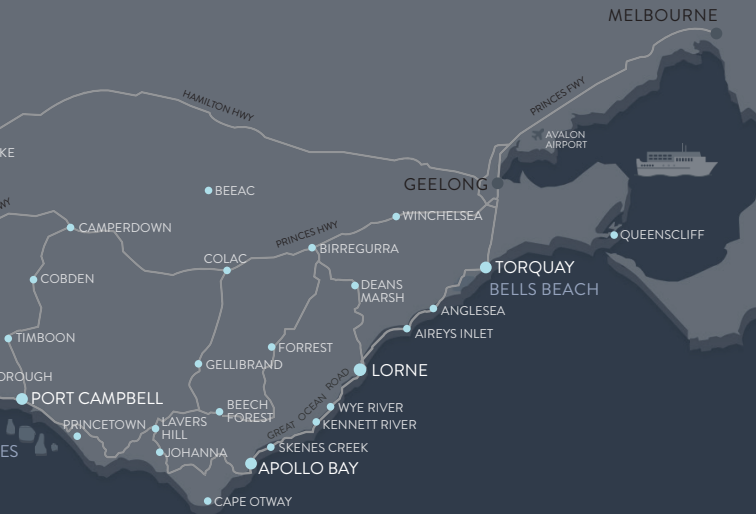 MELBOURNE
HAMILTON HWY
PRINCES FWY
AVALON
AIRPORT
KE
GEELONG
BEEAC
WY
WINCHELSEA
CAMPERDOWN
PRINCES HWY
QUEENSCLIFF
BIRREGURRA
COLAC
TORQUAY
COBDEN
DEANS
MARSH
BELLS BEACH
ANGLESEA
AIREYS INLET
TIMBOON
FORREST
GELLIBRAND
LORNE
OROUGH
PORT CAMPBELL
GREAT OCEAN ROAD
BEECH
FOREST
WYE RIVER
PRINCETOWN
LAVERS
HILL
KENNETT RIVER
ES
JOHANNA
SKENES CREEK
APOLLO BAY
CAPE OTWAY